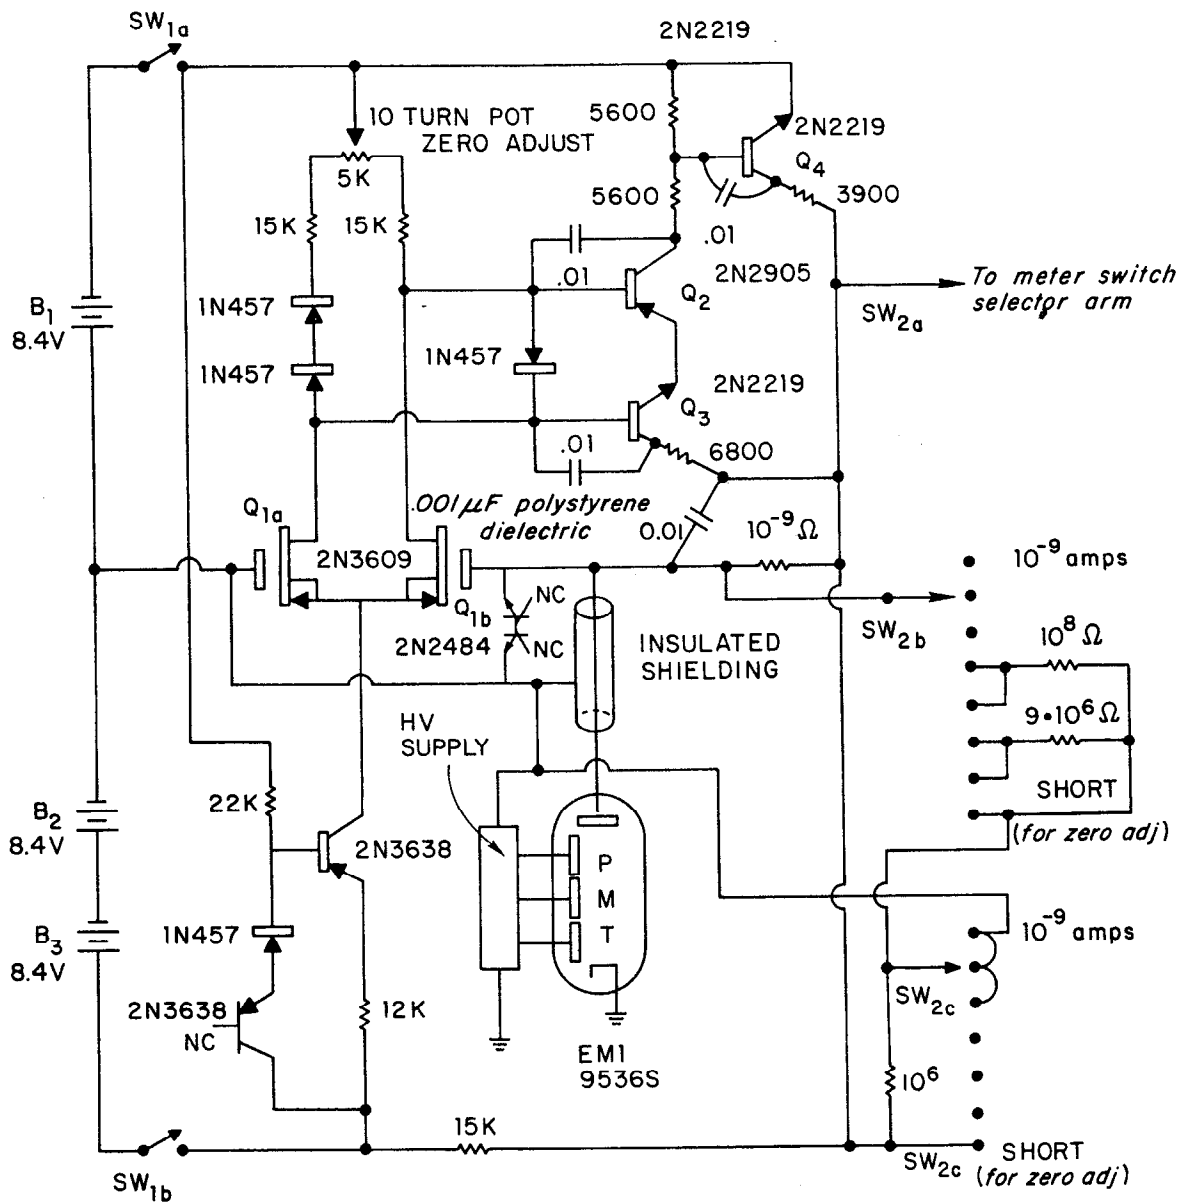 SW1a
2N2219
10 TURN POT
ZERO ADJUST
5600
2N2219
Q4
5K
5600
3900
15K
15K
.01
.01
2N2905
To meter switch
selector arm
1N457
Q2
SW2a
B1
8.4V
1N457
1N457
2N2219
Q3
.01
6800
Q1a
.001μF polystyrene
dielectric
0.01
10⁻⁹ Ω
2N3609
10⁻⁹ amps
Q1b
NC
2N2484
NC
INSULATED
SHIELDING
SW2b
10⁸ Ω
9•10⁶ Ω
HV
SUPPLY
SHORT
(for zero adj)
22K
B2
8.4V
2N3638
P
M
T
B3
8.4V
1N457
10⁻⁹ amps
SW2c
2N3638
NC
12K
EMI
9536S
10⁶
15K
SW1b
SW2c
SHORT
(for zero adj)